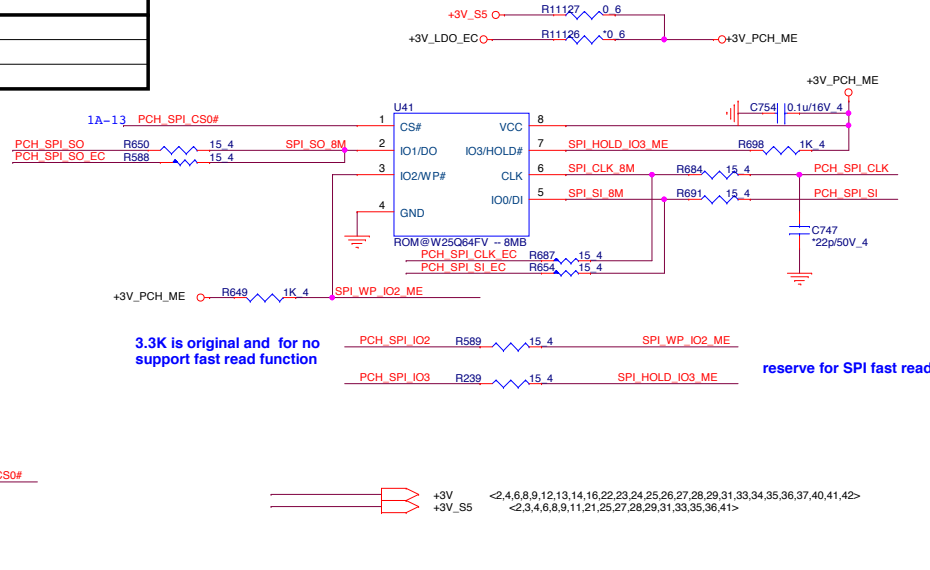 +3V_S5 R11127 0_6
+3V_LDO_EC R11126 *0_6 +3V_PCH_ME
+3V_PCH_ME
U41 C754 0.1u/16V_4
1A-13 PCH_SPI_CS0# 1 CS# VCC 8
PCH_SPI_SO R650 15_4 SPI_SO_8M 2 IO1/DO IO3/HOLD# 7 SPI_HOLD_IO3_ME R698 1K_4
PCH_SPI_SO_EC R588 15_4
3 IO2/WP# CLK 6 SPI_CLK_8M R684 15_4 PCH_SPI_CLK
IO0/DI 5 SPI_SI_8M R691 15_4 PCH_SPI_SI
4 GND
C747
*22p/50V_4
ROM@W25Q64FV -- 8MB
PCH_SPI_CLK_EC R687 15_4
PCH_SPI_SI_EC R654 15_4
+3V_PCH_ME R649 1K_4 SPI_WP_IO2_ME
3.3K is original and for no
support fast read function
PCH_SPI_IO2 R589 15_4 SPI_WP_IO2_ME
reserve for SPI fast read
PCH_SPI_IO3 R239 15_4 SPI_HOLD_IO3_ME
CS0#
+3V <2,4,6,8,9,12,13,14,16,22,23,24,25,26,27,28,29,31,33,34,35,36,37,40,41,42>
+3V_S5 <2,3,4,6,8,9,11,21,25,27,28,29,31,33,35,36,41>